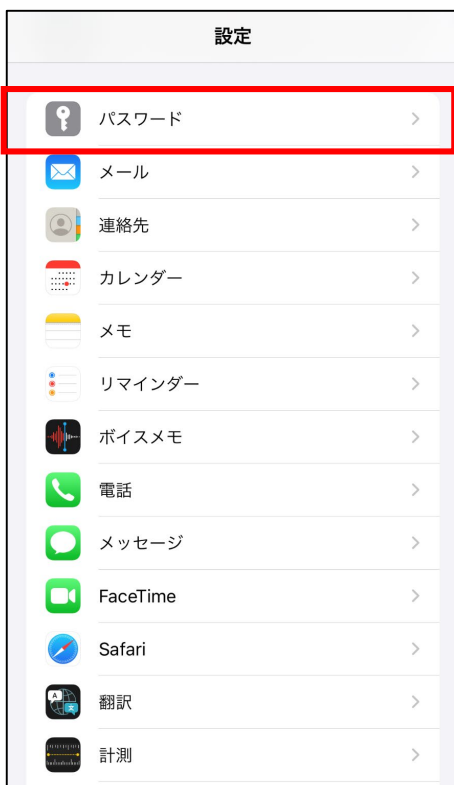 設定
パスワード
メール
連絡先
カレンダー
メモ
リマインダー
ボイスメモ
電話
メッセージ
FaceTime
Safari
翻訳
計測